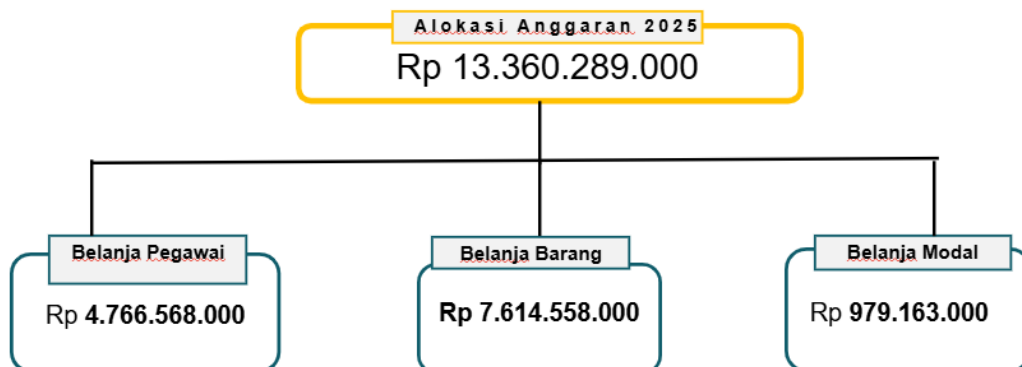 Alokasi Anggaran 2025
Rp 13.360.289.000
Belanja Pegawai
Rp 4.766.568.000
Belanja Barang
Rp 7.614.558.000
Belanja Modal
Rp 979.163.000